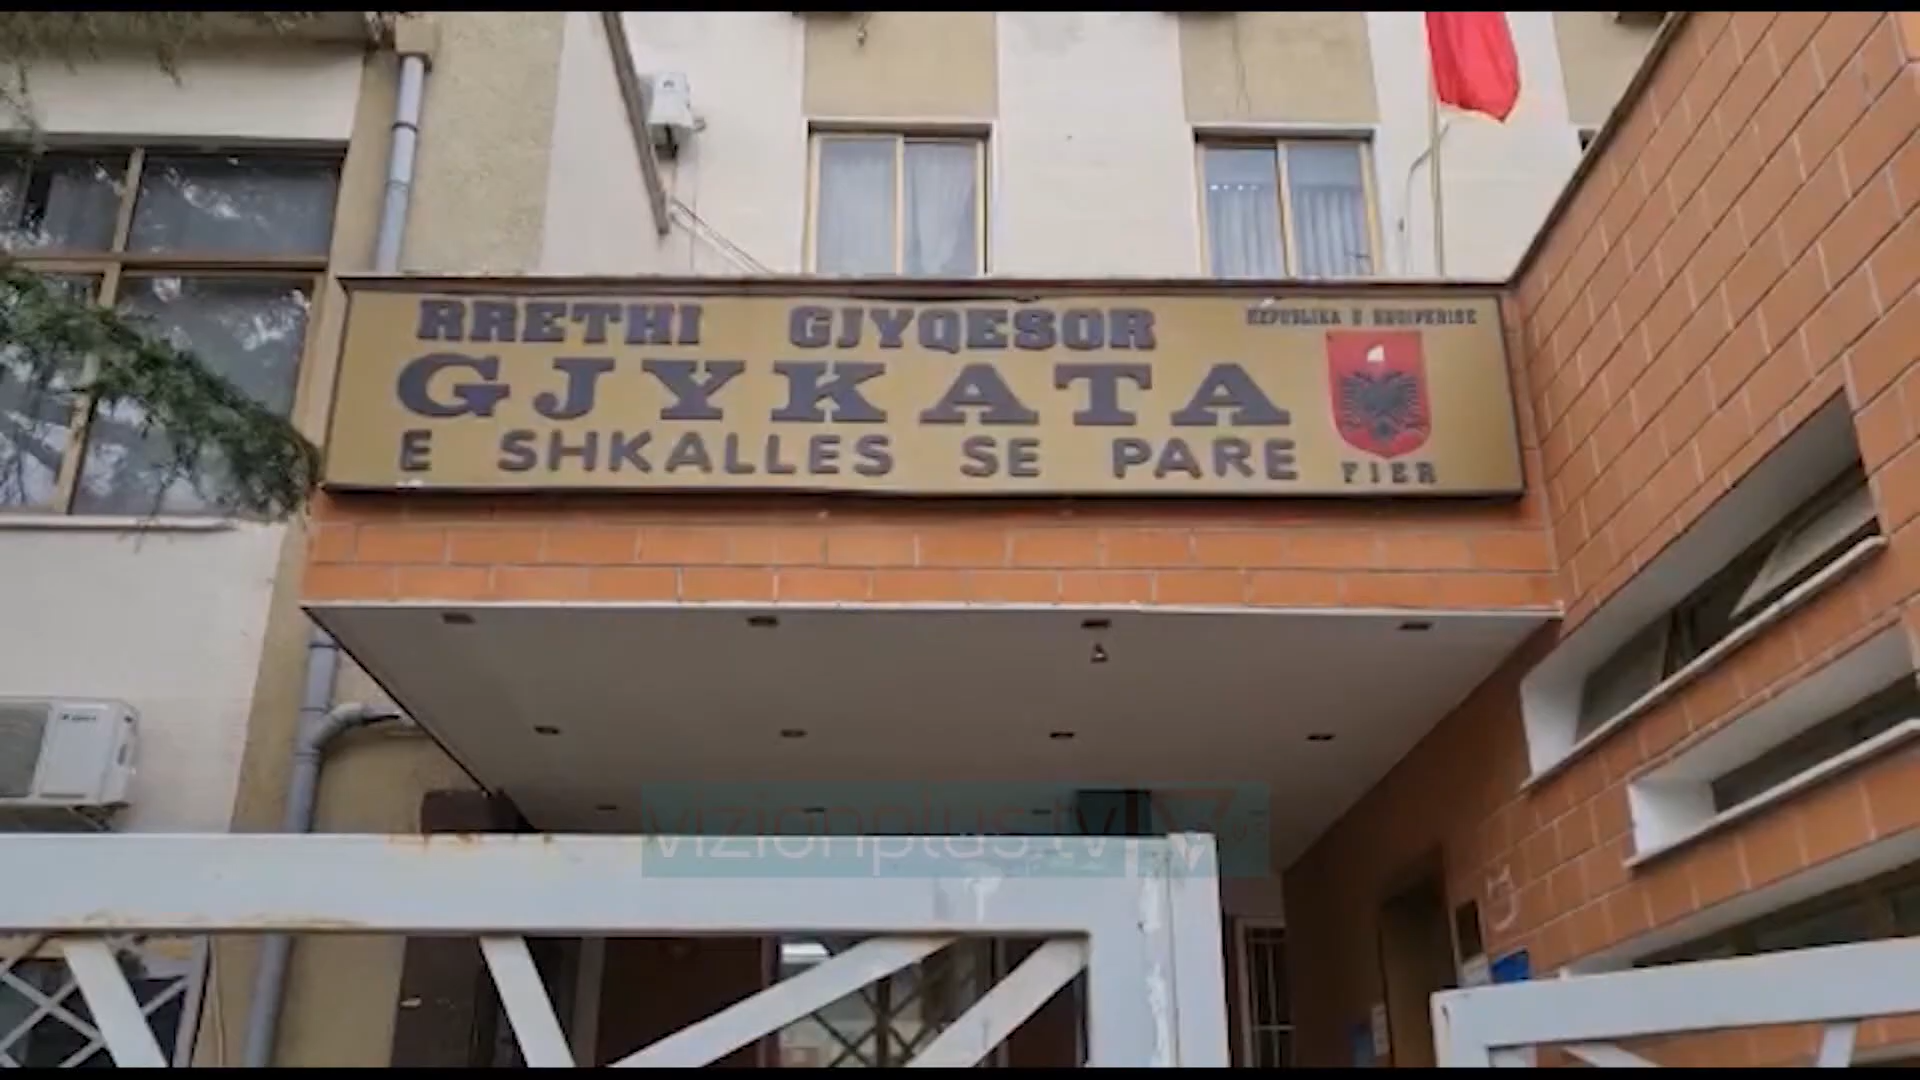 RRETHI GJYQESOR
GJYKATA
E SHKALLES SE PARE
REPUBLIKA E SHQIPERISE
FIER
vizionplus.tv